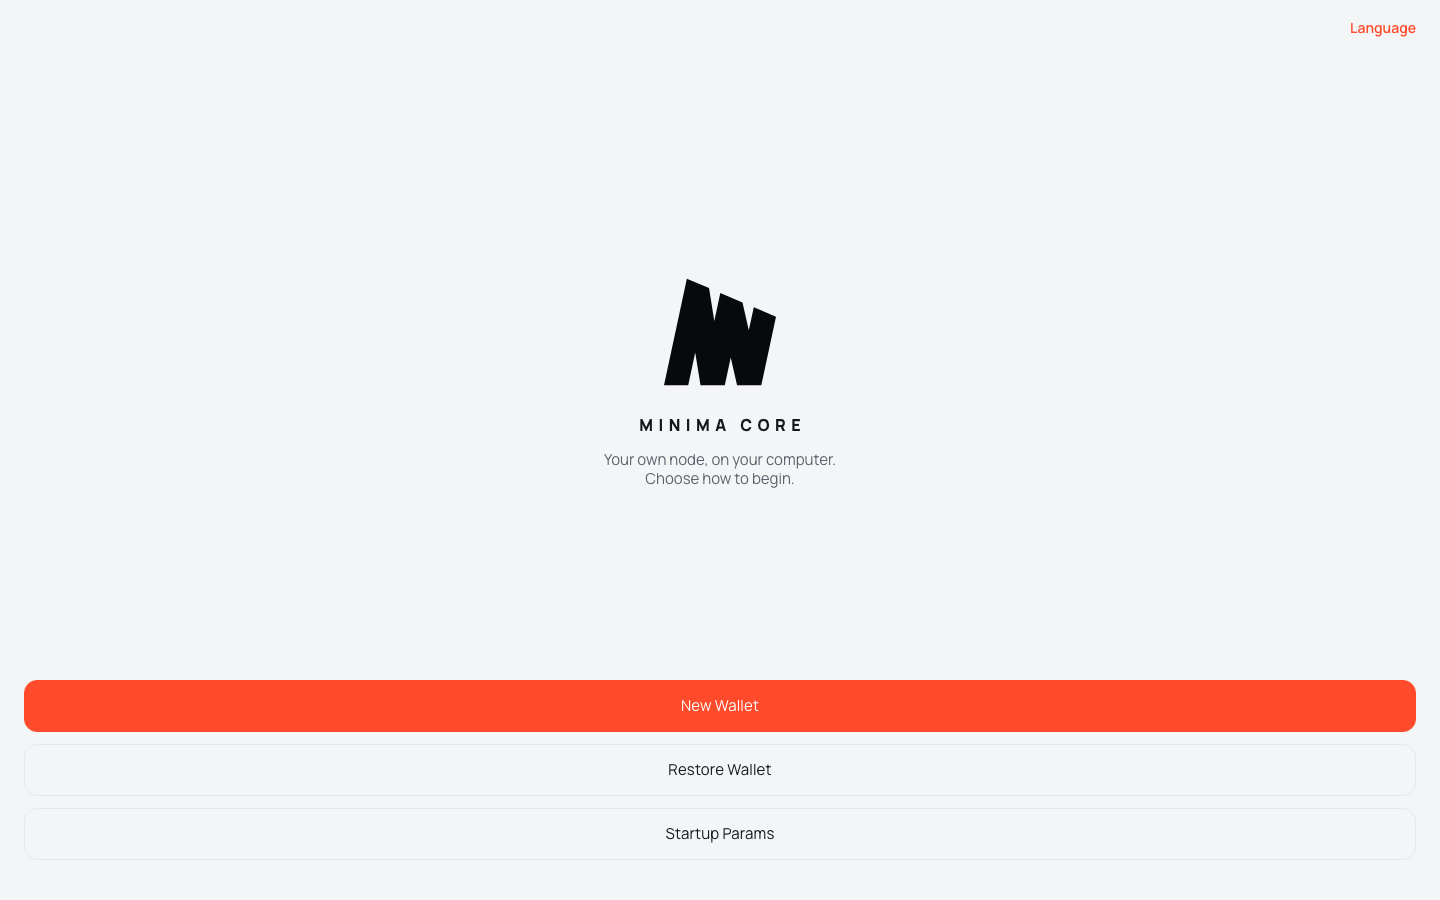 Language
MINIMA CORE
Your own node, on your computer.
Choose how to begin.
New Wallet
Restore Wallet
Startup Params